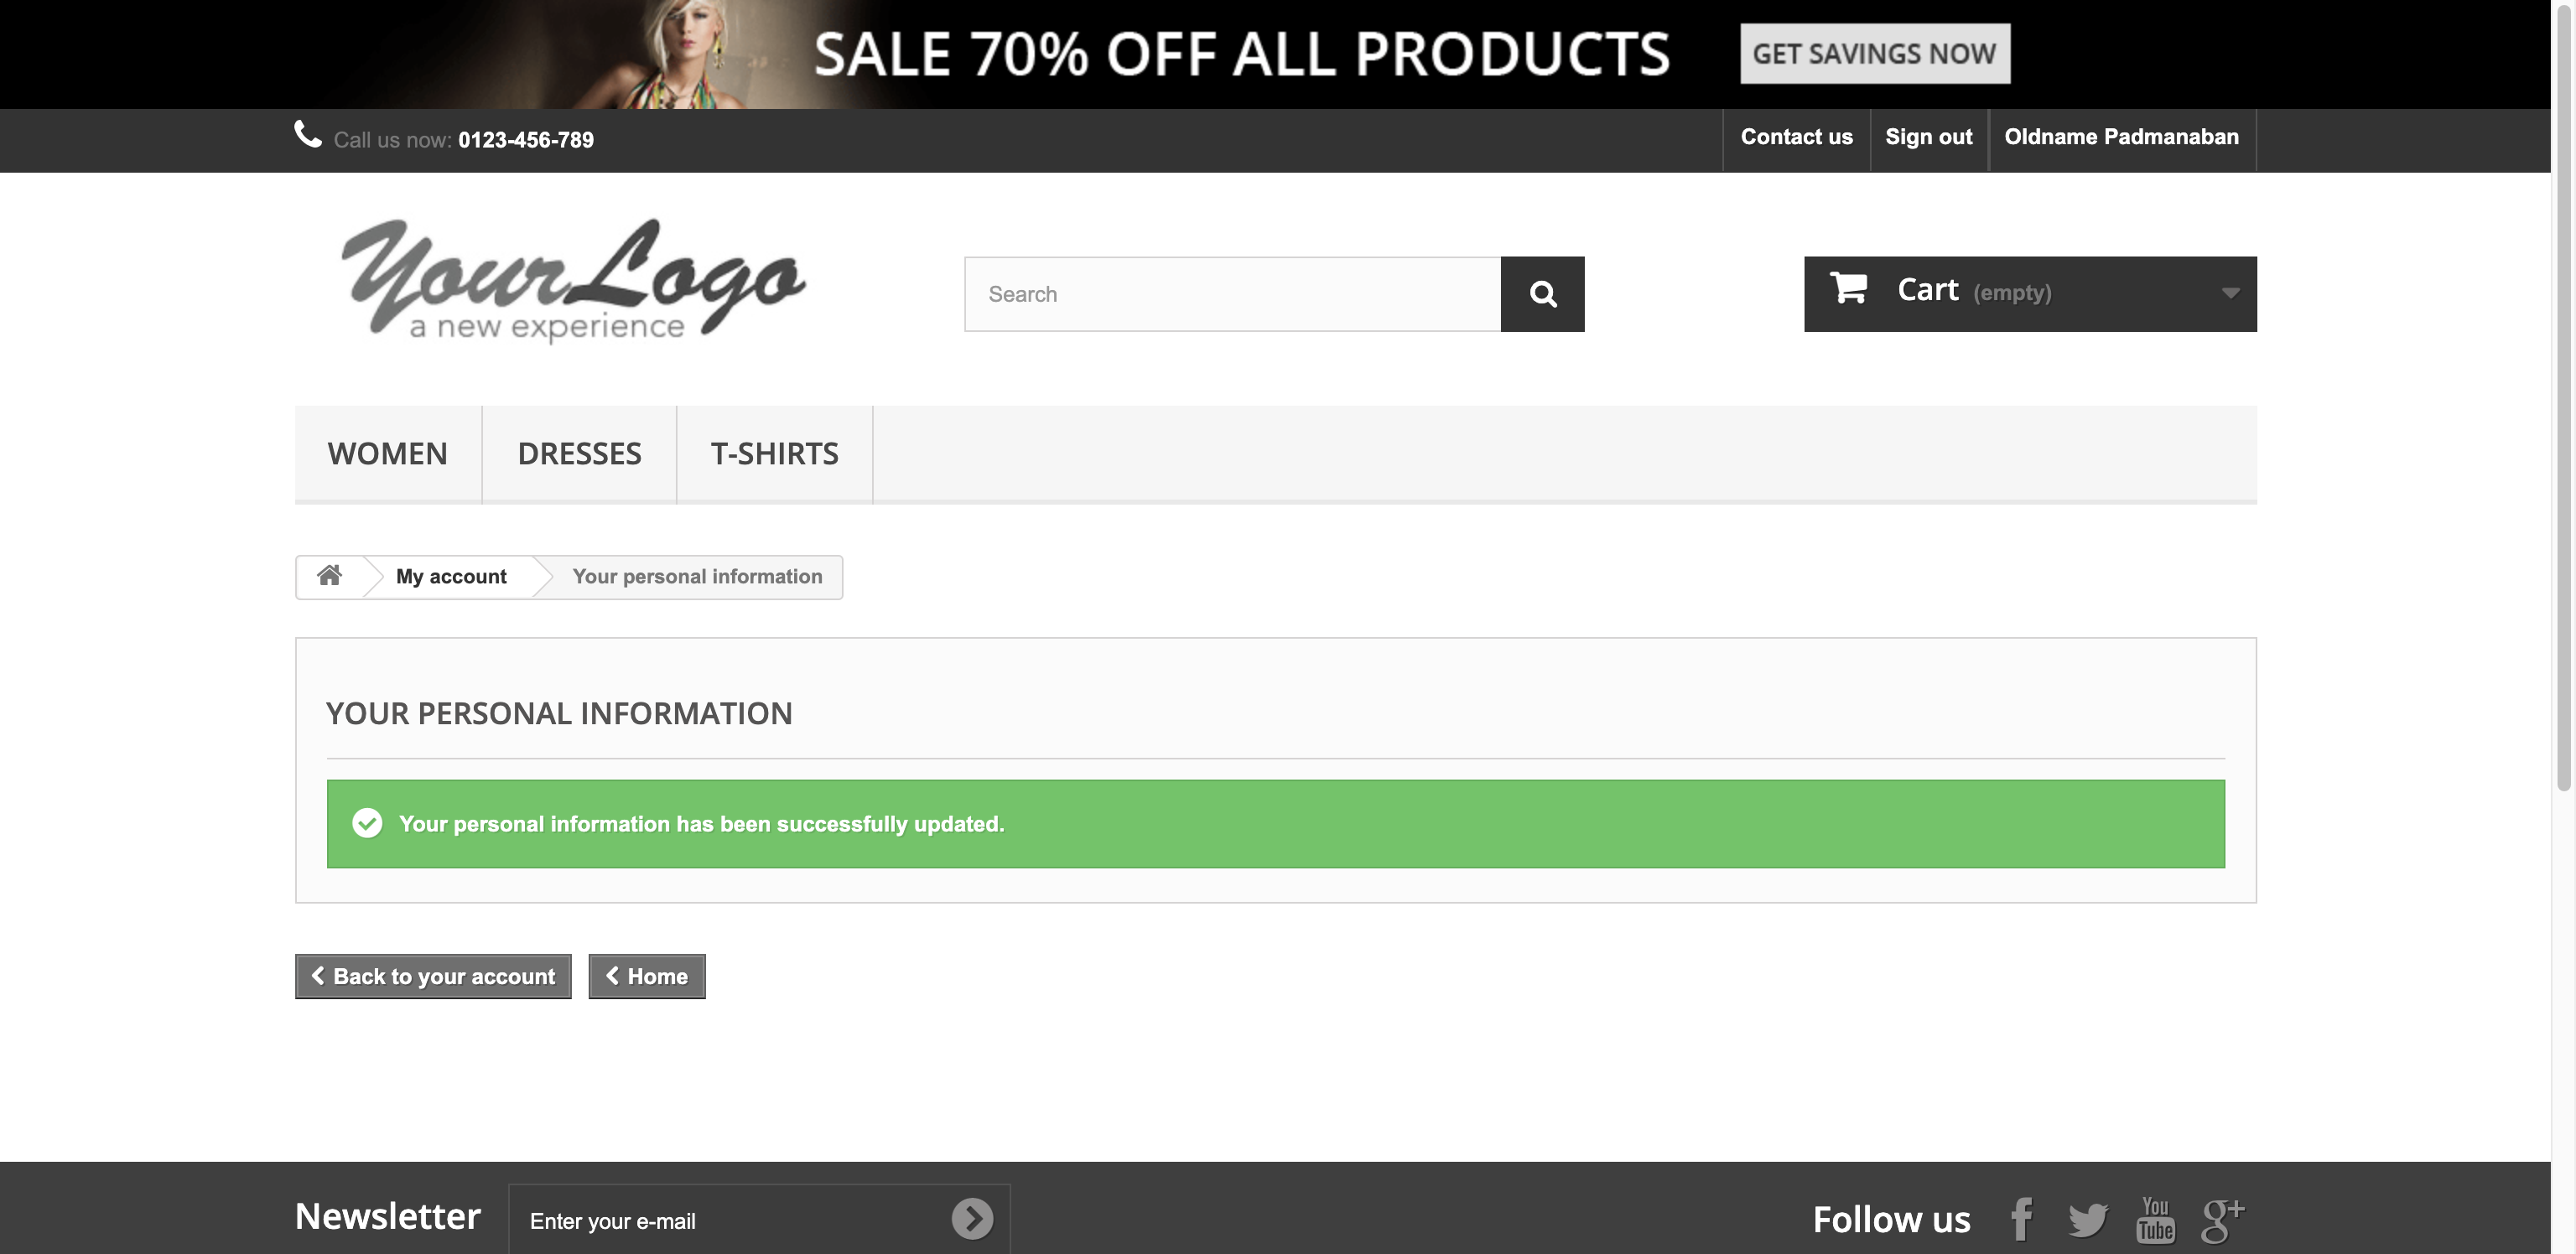 SALE 70% OFF ALL PRODUCTS GET SAVINGS NOW
Call us now: 0123-456-789 Contact us Sign out Oldname Padmanaban
Your Logo
a new experience
Search
Cart (empty)
WOMEN DRESSES T-SHIRTS
My account Your personal information
YOUR PERSONAL INFORMATION
Your personal information has been successfully updated.
Back to your account Home
Newsletter Enter your e-mail Follow us f You Tube g+